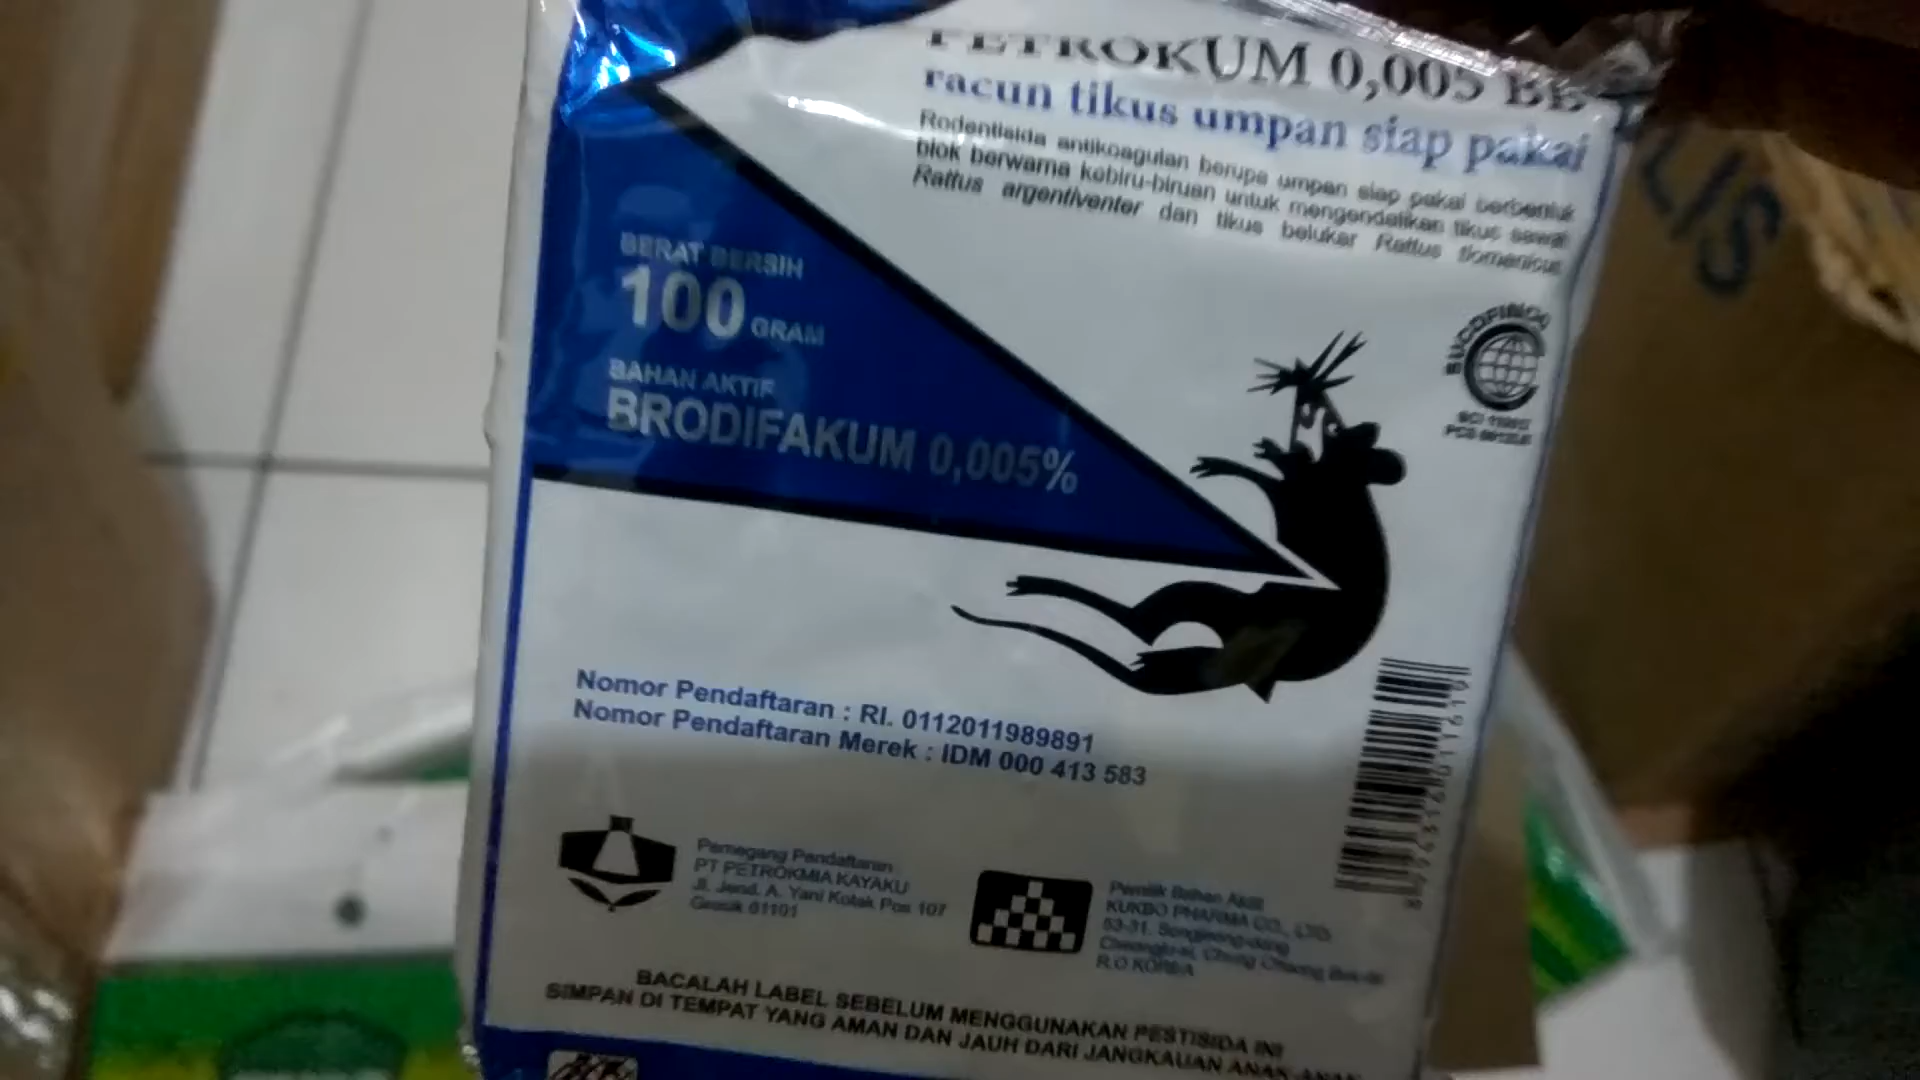 PETROKUM 0,005 BB
racun tikus umpan siap pakai
Rodentisida antikoagulan berupa umpan siap pakai berbentuk
blok berwarna kebiru-biruan untuk mengendalikan tikus sawah
Rattus argentiventer dan tikus belukar Rattus tiomanicus
BERAT BERSIH
100 GRAM
BAHAN AKTIF
BRODIFAKUM 0,005%
SUCOFINDO
Nomor Pendaftaran : RI. 0112011989891
Nomor Pendaftaran Merek : IDM 000 413 583
Pemegang Pendaftaran
PT PETROKIMIA KAYAKU
Jl. Jend. A. Yani Kotak Pos 107
Gresik 61101
Pemilik Bahan Aktif
KUKBO PHARMA CO., LTD.
R.O KOREA
BACALAH LABEL SEBELUM MENGGUNAKAN PESTISIDA INI
SIMPAN DI TEMPAT YANG AMAN DAN JAUH DARI JANGKAUAN ANAK-ANAK
LIS